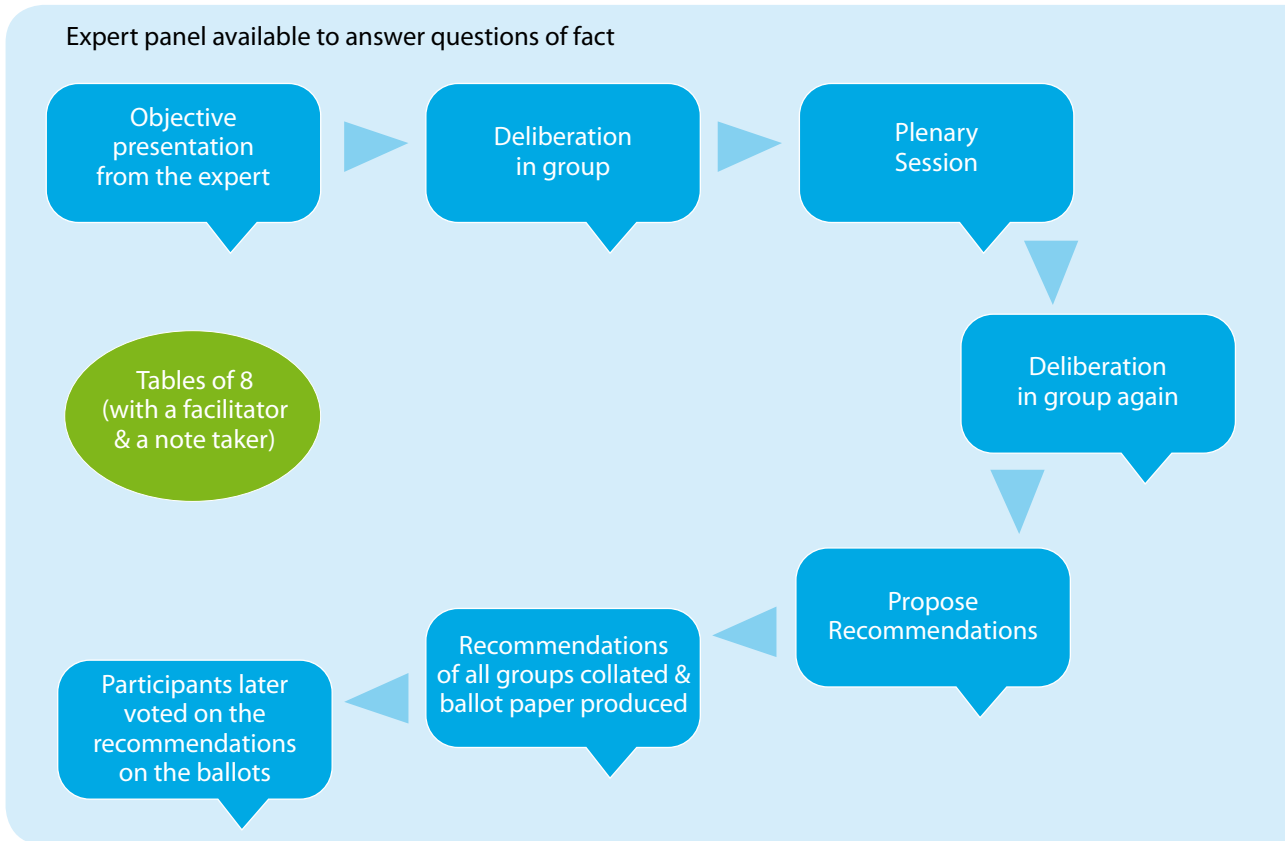 Expert panel available to answer questions of fact
Objective
presentation
from the expert
Deliberation
in group
Plenary
Session
Deliberation
in group again
Tables of 8
(with a facilitator
& a note taker)
Propose
Recommendations
Recommendations
of all groups collated &
ballot paper produced
Participants later
voted on the
recommendations
on the ballots